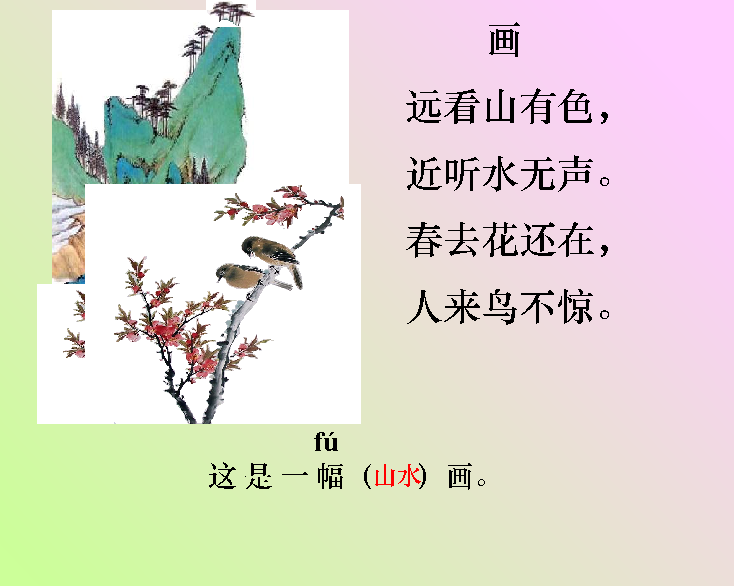 画
远看山有色，
近听水无声。
春去花还在，
人来鸟不惊。
fú
这是一幅（山水）画。